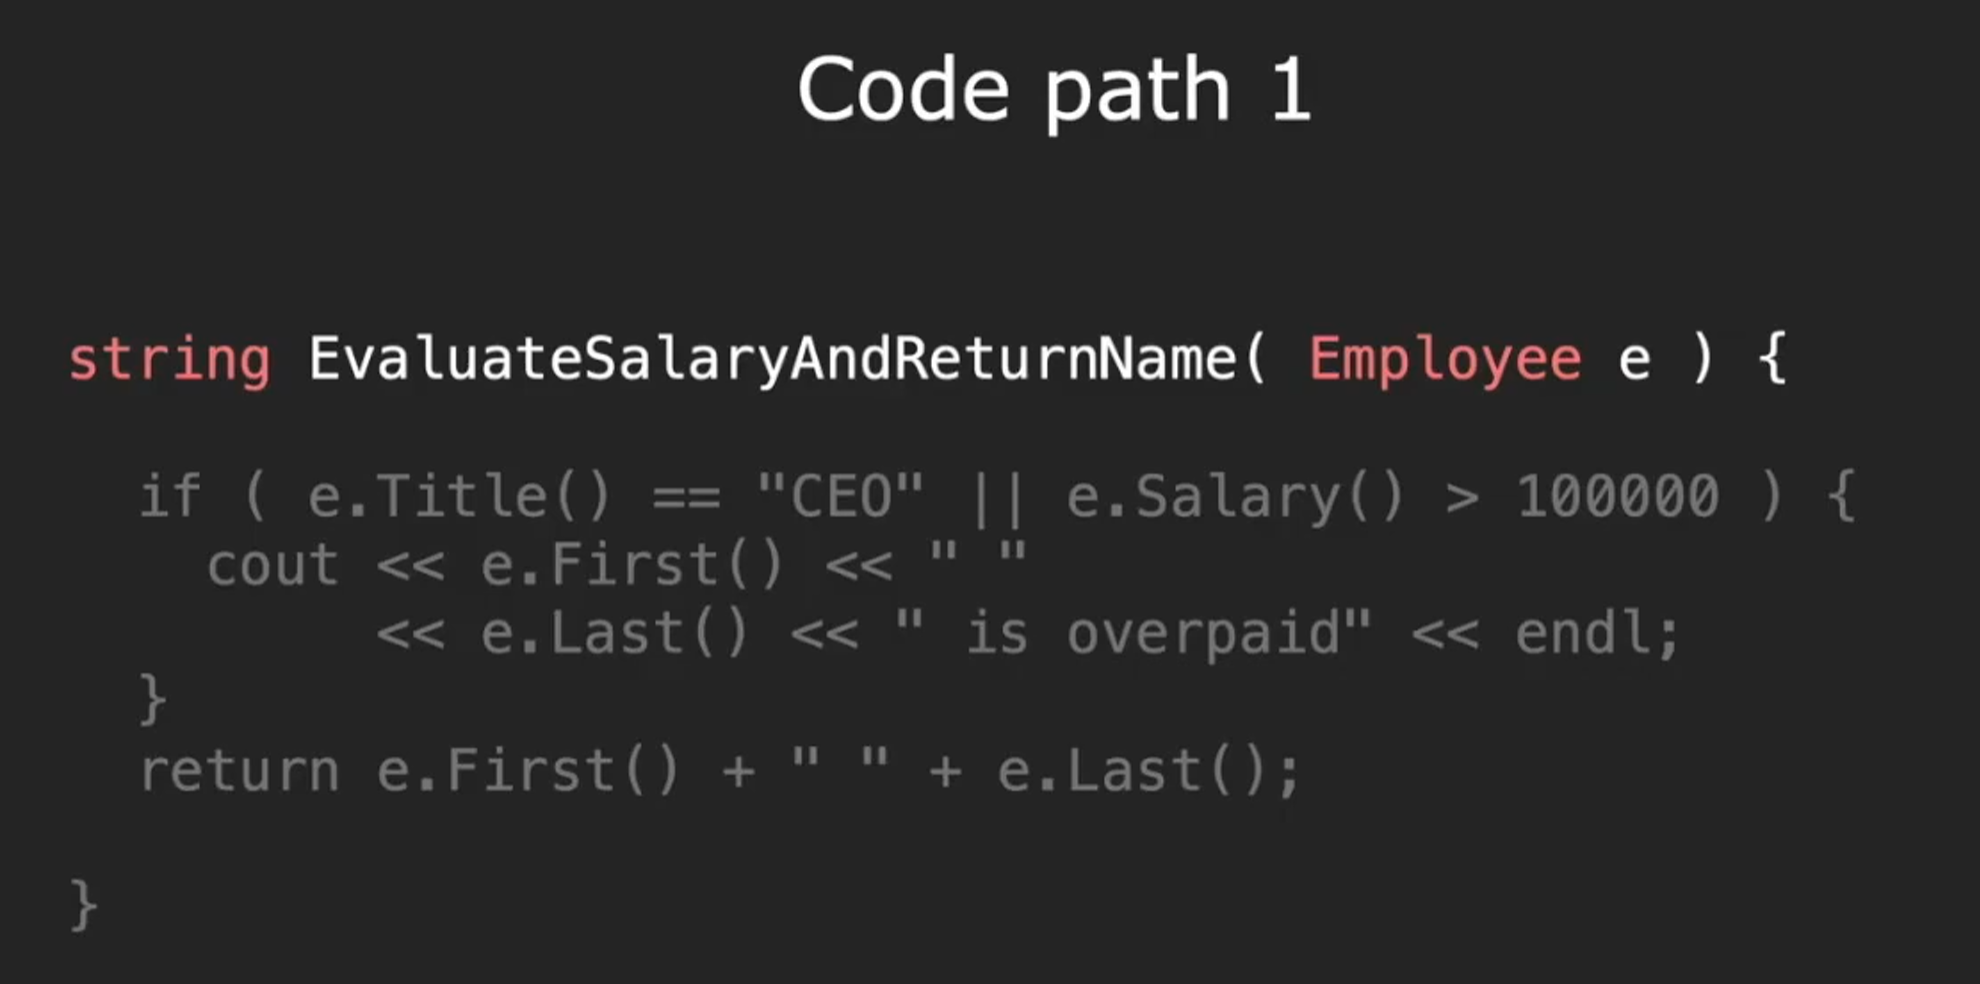 Code path 1
string EvaluateSalaryAndReturnName( Employee e ) {
if ( e.Title() == "CEO" || e.Salary() > 100000 ) {
cout << e.First() << " "
<< e.Last() << " is overpaid" << endl;
}
return e.First() + " " + e.Last();
}